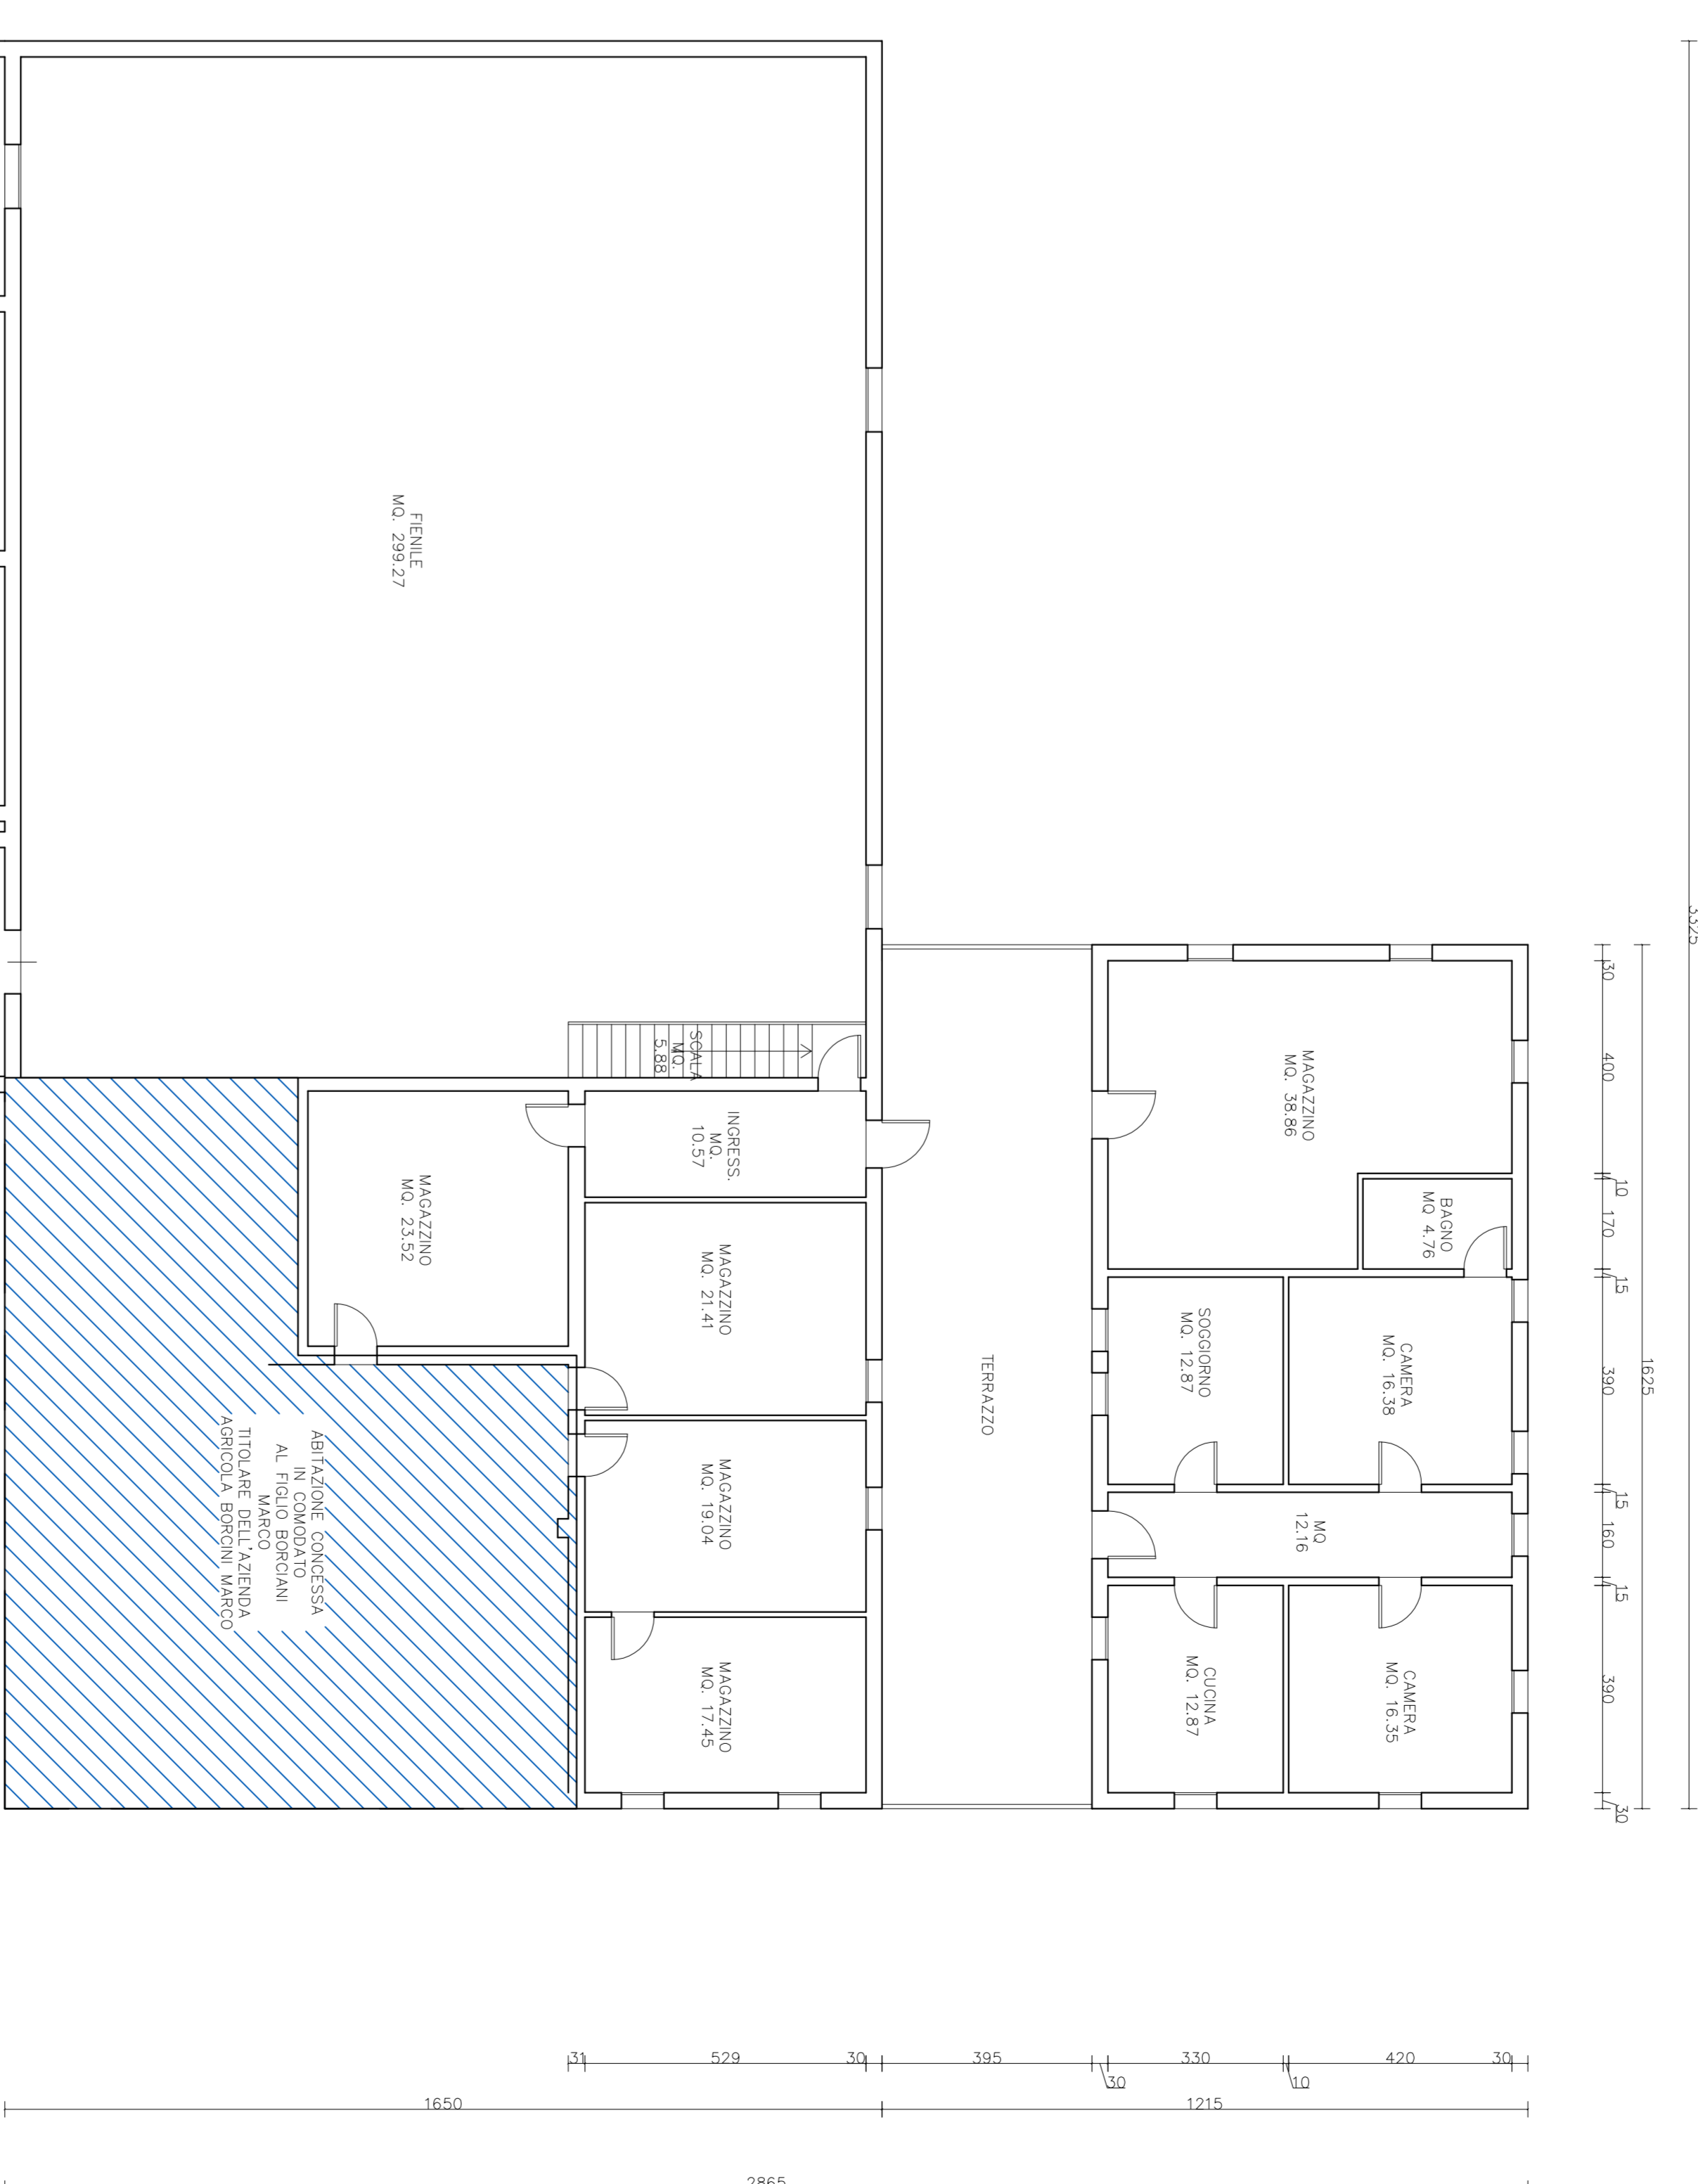 3325
1625
30
400
10
170
15
390
15
160
15
390
30
MAGAZZINO
MQ. 38.86
BAGNO
MQ 4.76
CAMERA
MQ. 16.38
SOGGIORNO
MQ. 12.87
MQ
12.16
CAMERA
MQ. 16.35
CUCINA
MQ. 12.87
TERRAZZO
SCALA
MQ.
5.88
INGRESS.
MQ.
10.57
MAGAZZINO
MQ. 21.41
MAGAZZINO
MQ. 19.04
MAGAZZINO
MQ. 17.45
FIENILE
MQ. 299.27
MAGAZZINO
MQ. 23.52
ABITAZIONE CONCESSA
IN COMODATO
AL FIGLIO BORCIANI
MARCO
TITOLARE DELL'AZIENDA
AGRICOLA BORCINI MARCO
31
529
30
395
30
330
10
420
30
1650
1215
2865